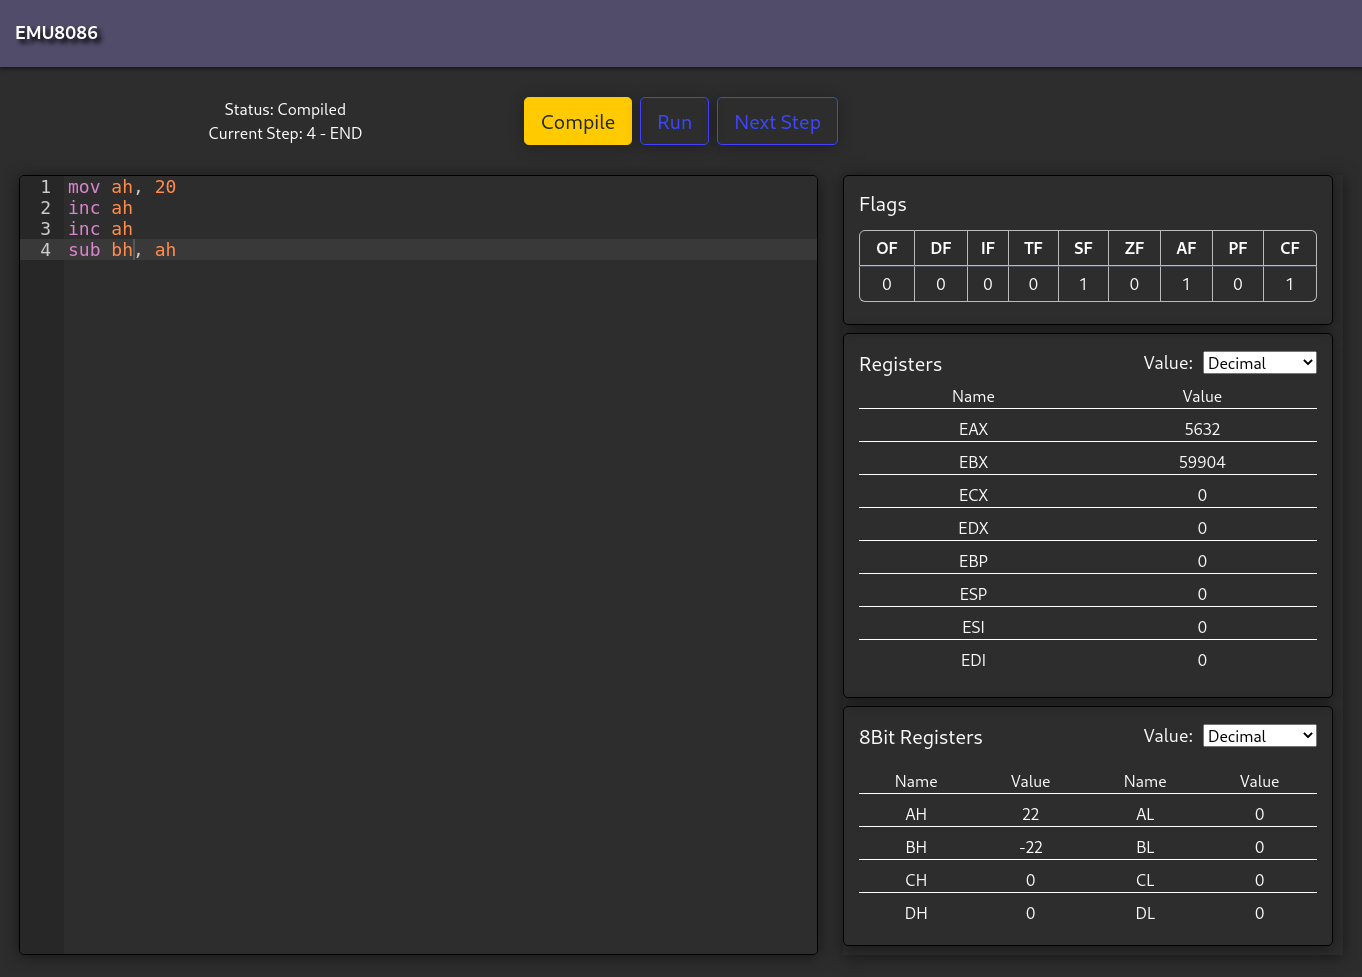 EMU8086
Status: Compiled
Current Step: 4 - END
Compile
Run
Next Step
1 mov ah, 20
2 inc ah
3 inc ah
4 sub bh, ah
Flags
OF DF IF TF SF ZF AF PF CF
0 0 0 0 1 0 1 0 1
Registers
Value: Decimal
Name Value
EAX 5632
EBX 59904
ECX 0
EDX 0
EBP 0
ESP 0
ESI 0
EDI 0
8Bit Registers
Value: Decimal
Name Value Name Value
AH 22 AL 0
BH -22 BL 0
CH 0 CL 0
DH 0 DL 0